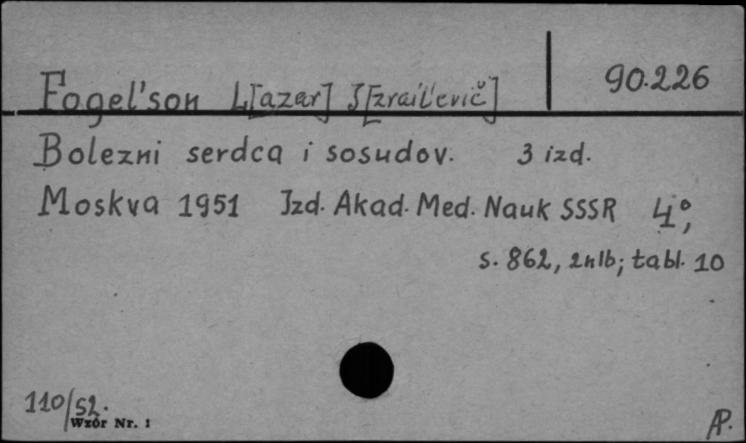 90.226
Fogel'son L[azar] I[zrail'evič]
Bolezni serdca i sosudov. 3 izd.
Moskva 1951 Izd. Akad. Med. Nauk SSSR 4°,
s. 862, 2nlb; tabl. 10
110/52.
Wzór Nr. 1
AP.